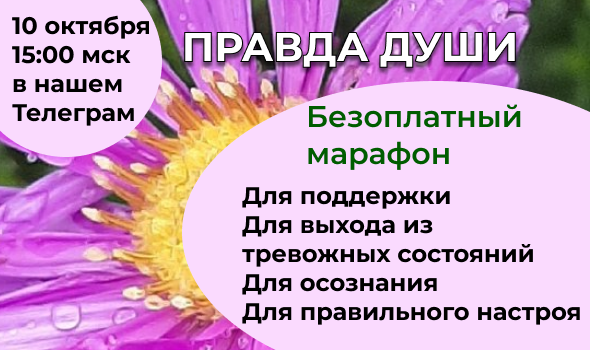 10 октября
15:00 мск
в нашем
Телеграм
ПРАВДА ДУШИ
Безоплатный
марафон
Для поддержки
Для выхода из
тревожных состояний
Для осознания
Для правильного настроя